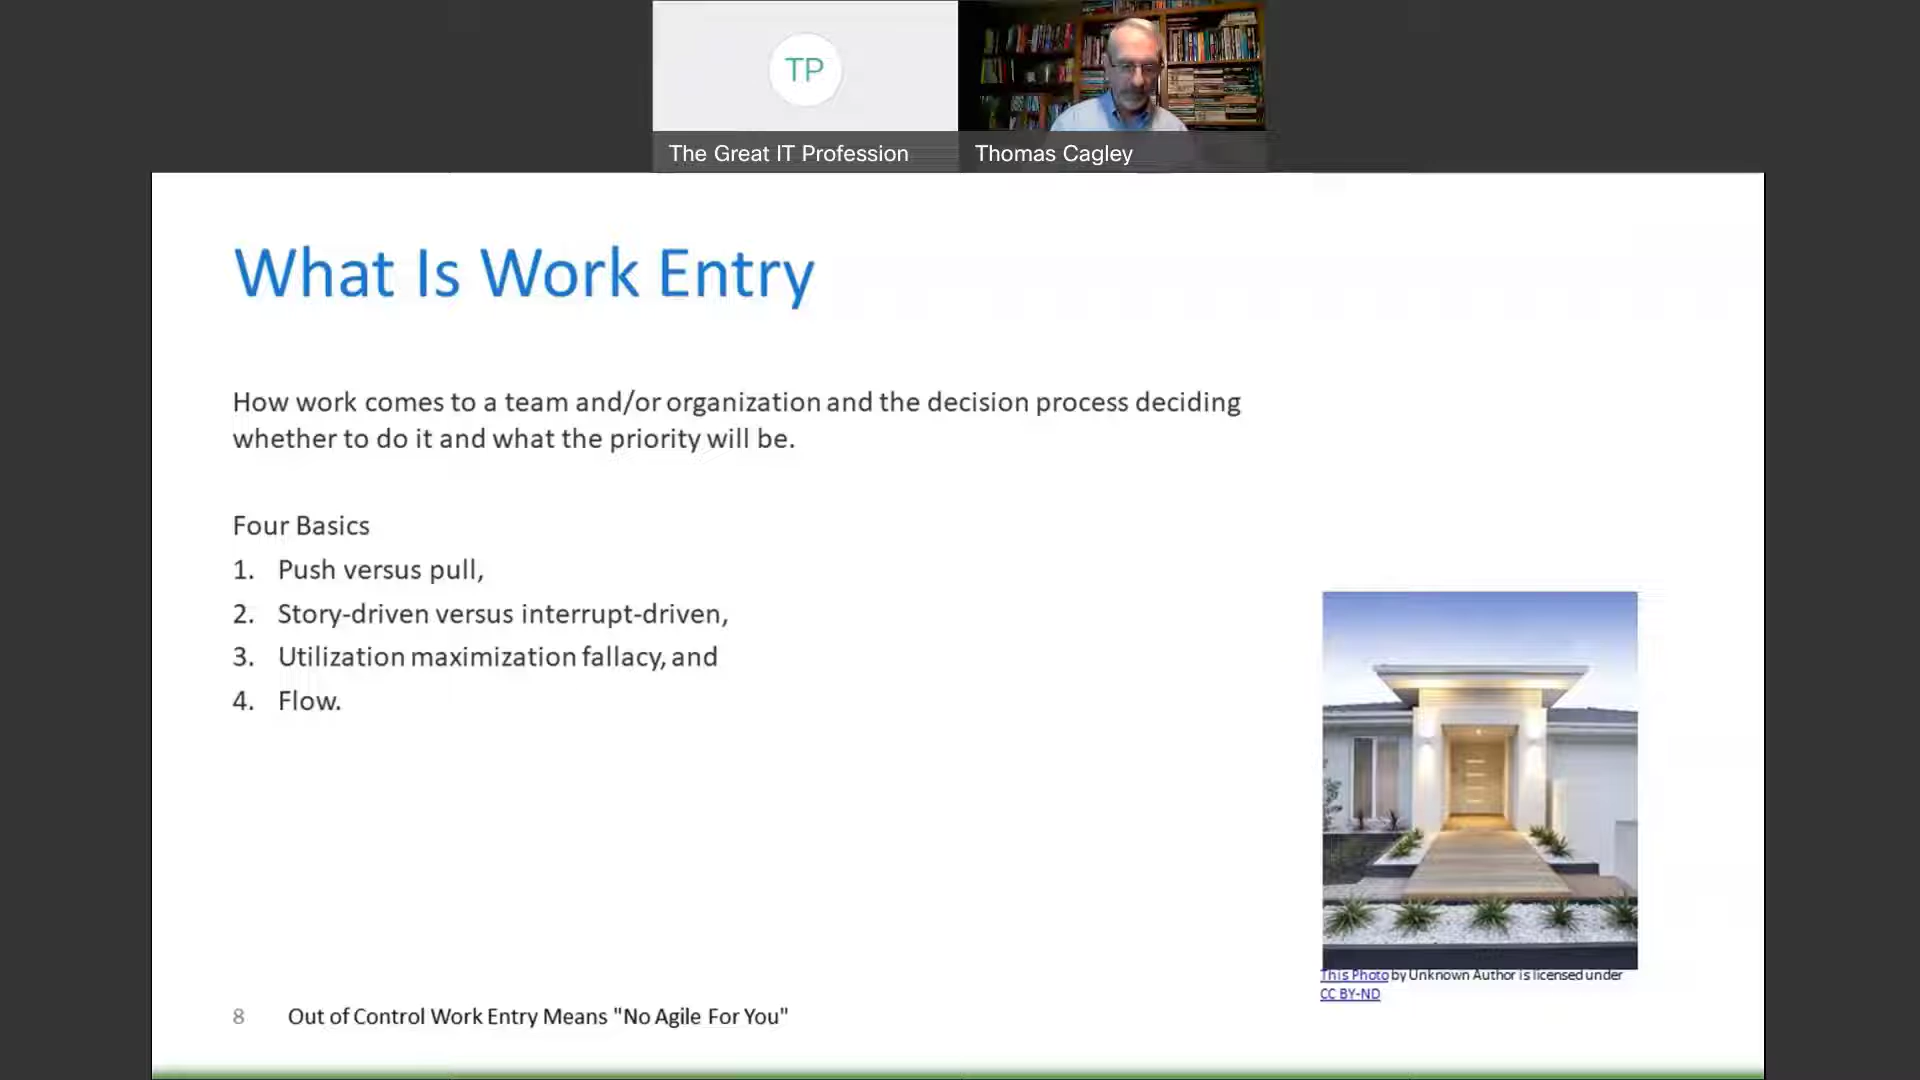 TP
The Great IT Profession
Thomas Cagley
What Is Work Entry
How work comes to a team and/or organization and the decision process deciding
whether to do it and what the priority will be.
Four Basics
1. Push versus pull,
2. Story-driven versus interrupt-driven,
3. Utilization maximization fallacy, and
4. Flow.
This Photo by Unknown Author is licensed under
CC BY-ND
8 Out of Control Work Entry Means "No Agile For You"